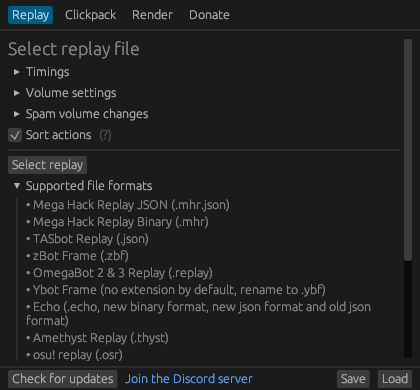 Replay Clickpack Render Donate
Select replay file
Timings
Volume settings
Spam volume changes
Sort actions (?)
Select replay
Supported file formats
• Mega Hack Replay JSON (.mhr.json)
• Mega Hack Replay Binary (.mhr)
• TASbot Replay (.json)
• zBot Frame (.zbf)
• OmegaBot 2 & 3 Replay (.replay)
• Ybot Frame (no extension by default, rename to .ybf)
• Echo (.echo, new binary format, new json format and old json
format)
• Amethyst Replay (.thyst)
• osu! replay (.osr)
Check for updates Join the Discord server Save Load